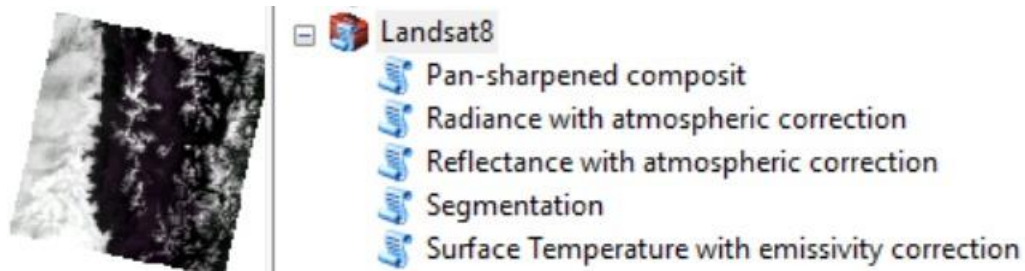 Landsat8
Pan-sharpened composit
Radiance with atmospheric correction
Reflectance with atmospheric correction
Segmentation
Surface Temperature with emissivity correction